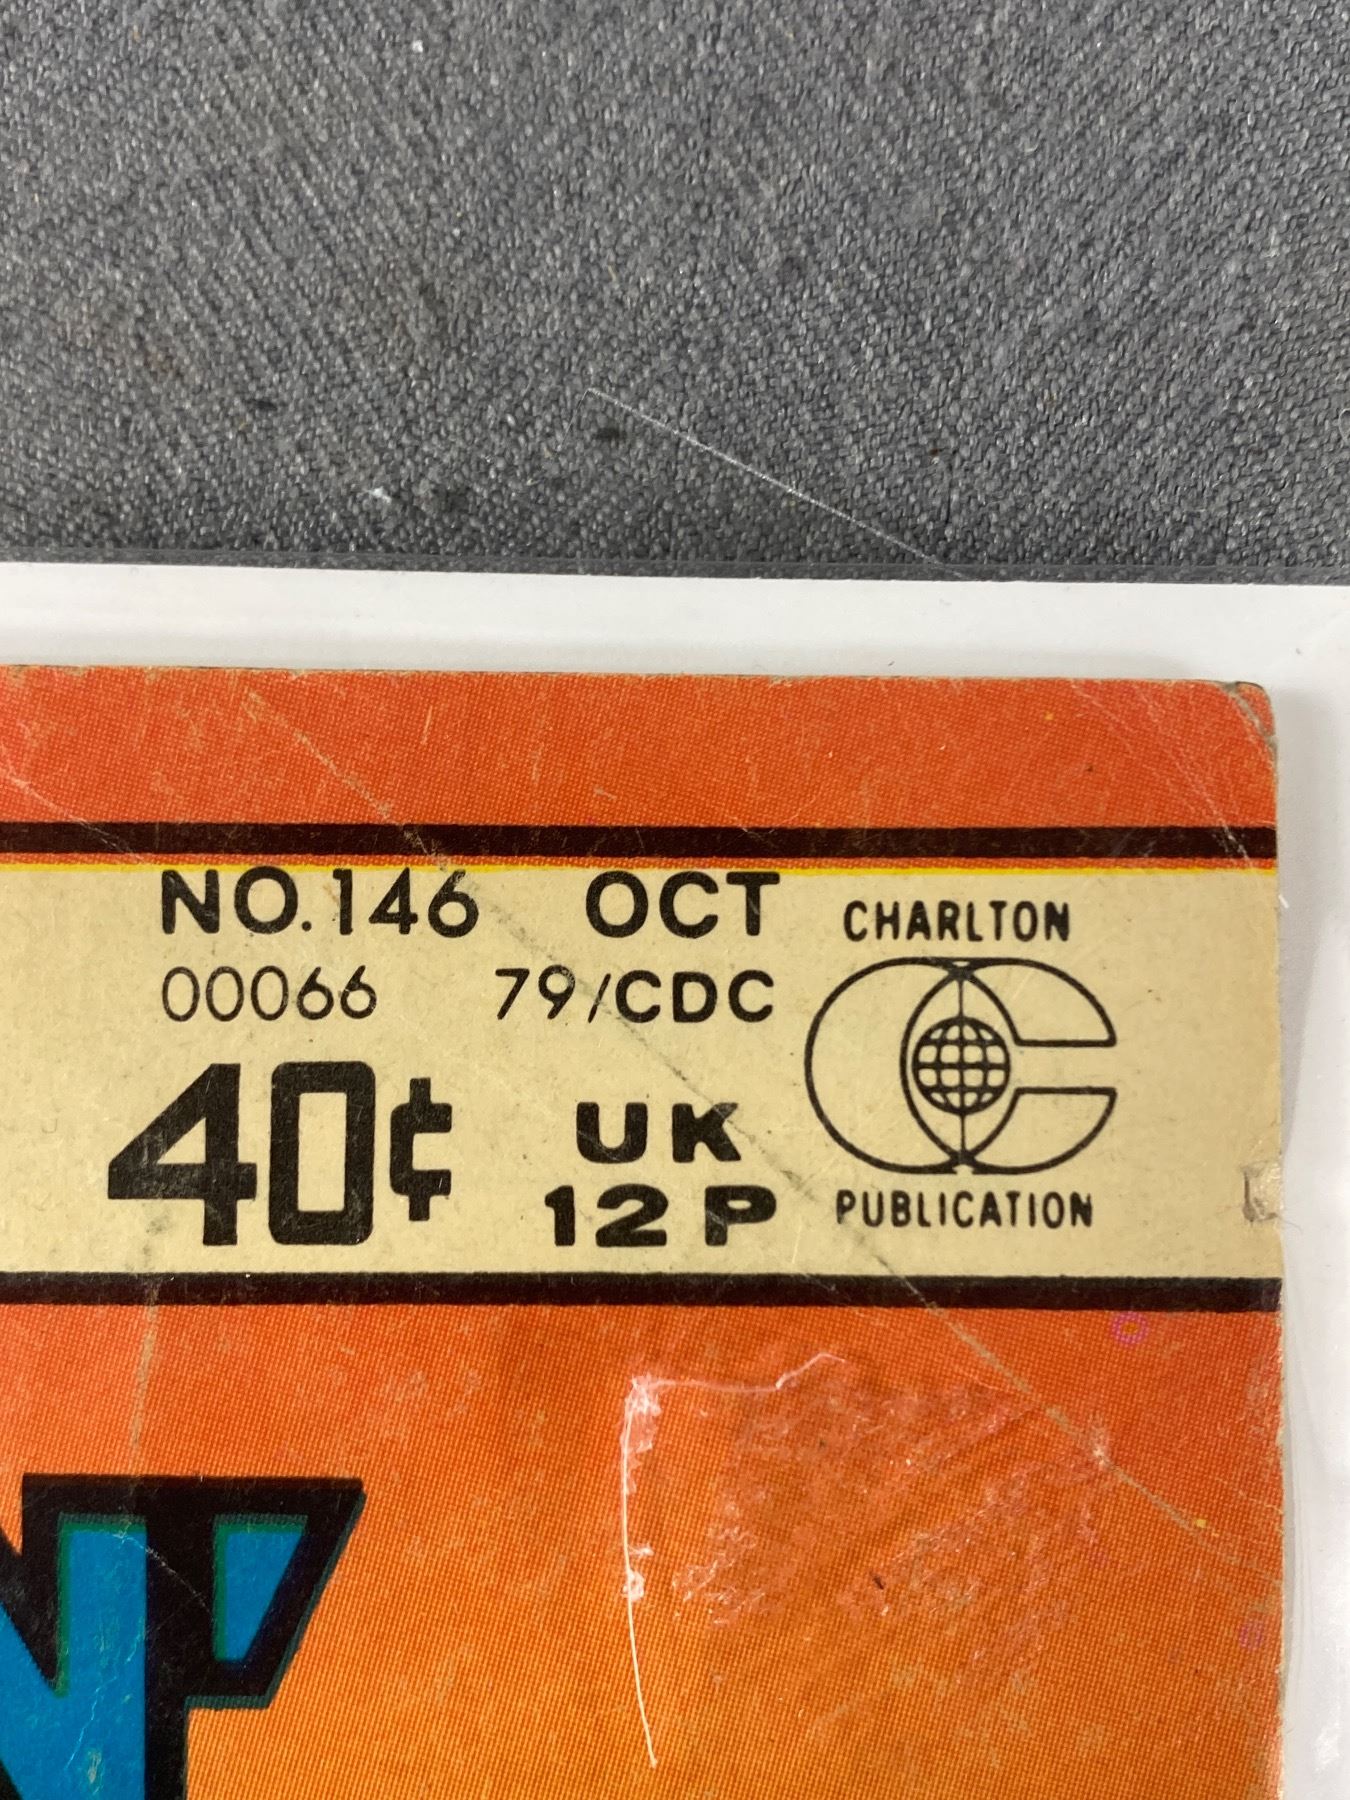 NO.146 OCT
00066 79/CDC
40¢
UK
12P
CHARLTON
PUBLICATION